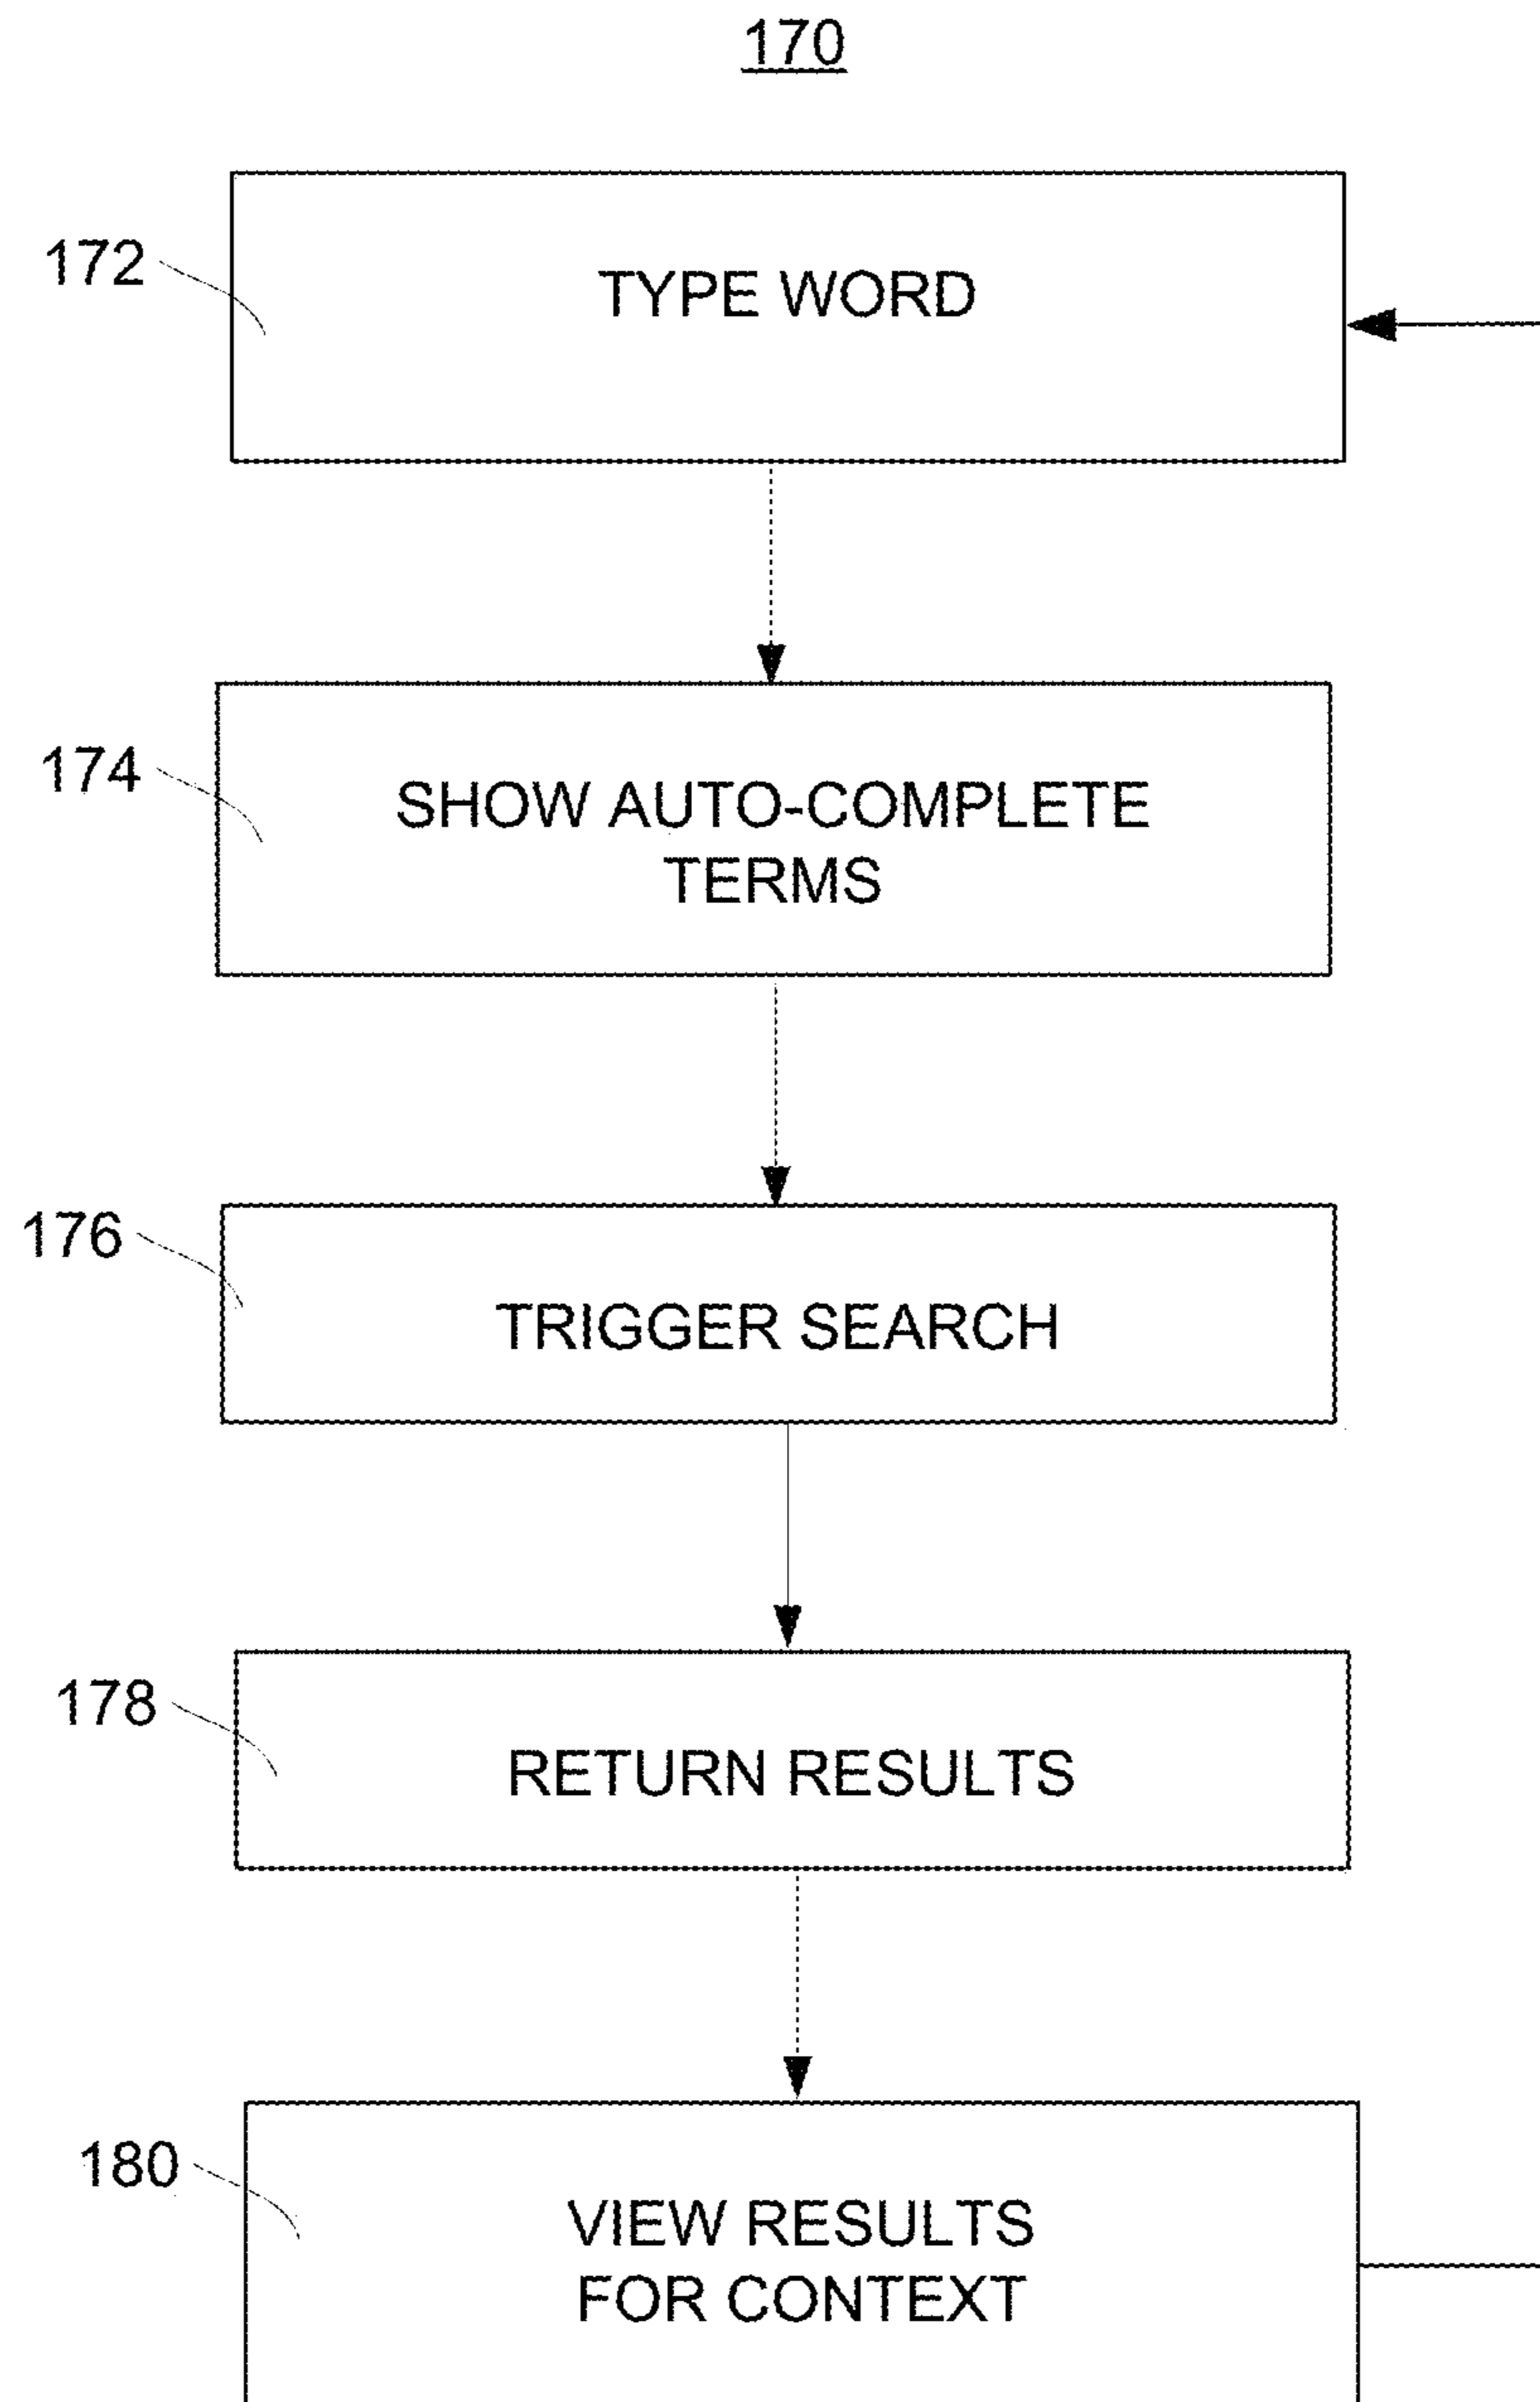 170
172
TYPE WORD
174
SHOW AUTO-COMPLETE
TERMS
176
TRIGGER SEARCH
178
RETURN RESULTS
180
VIEW RESULTS
FOR CONTEXT